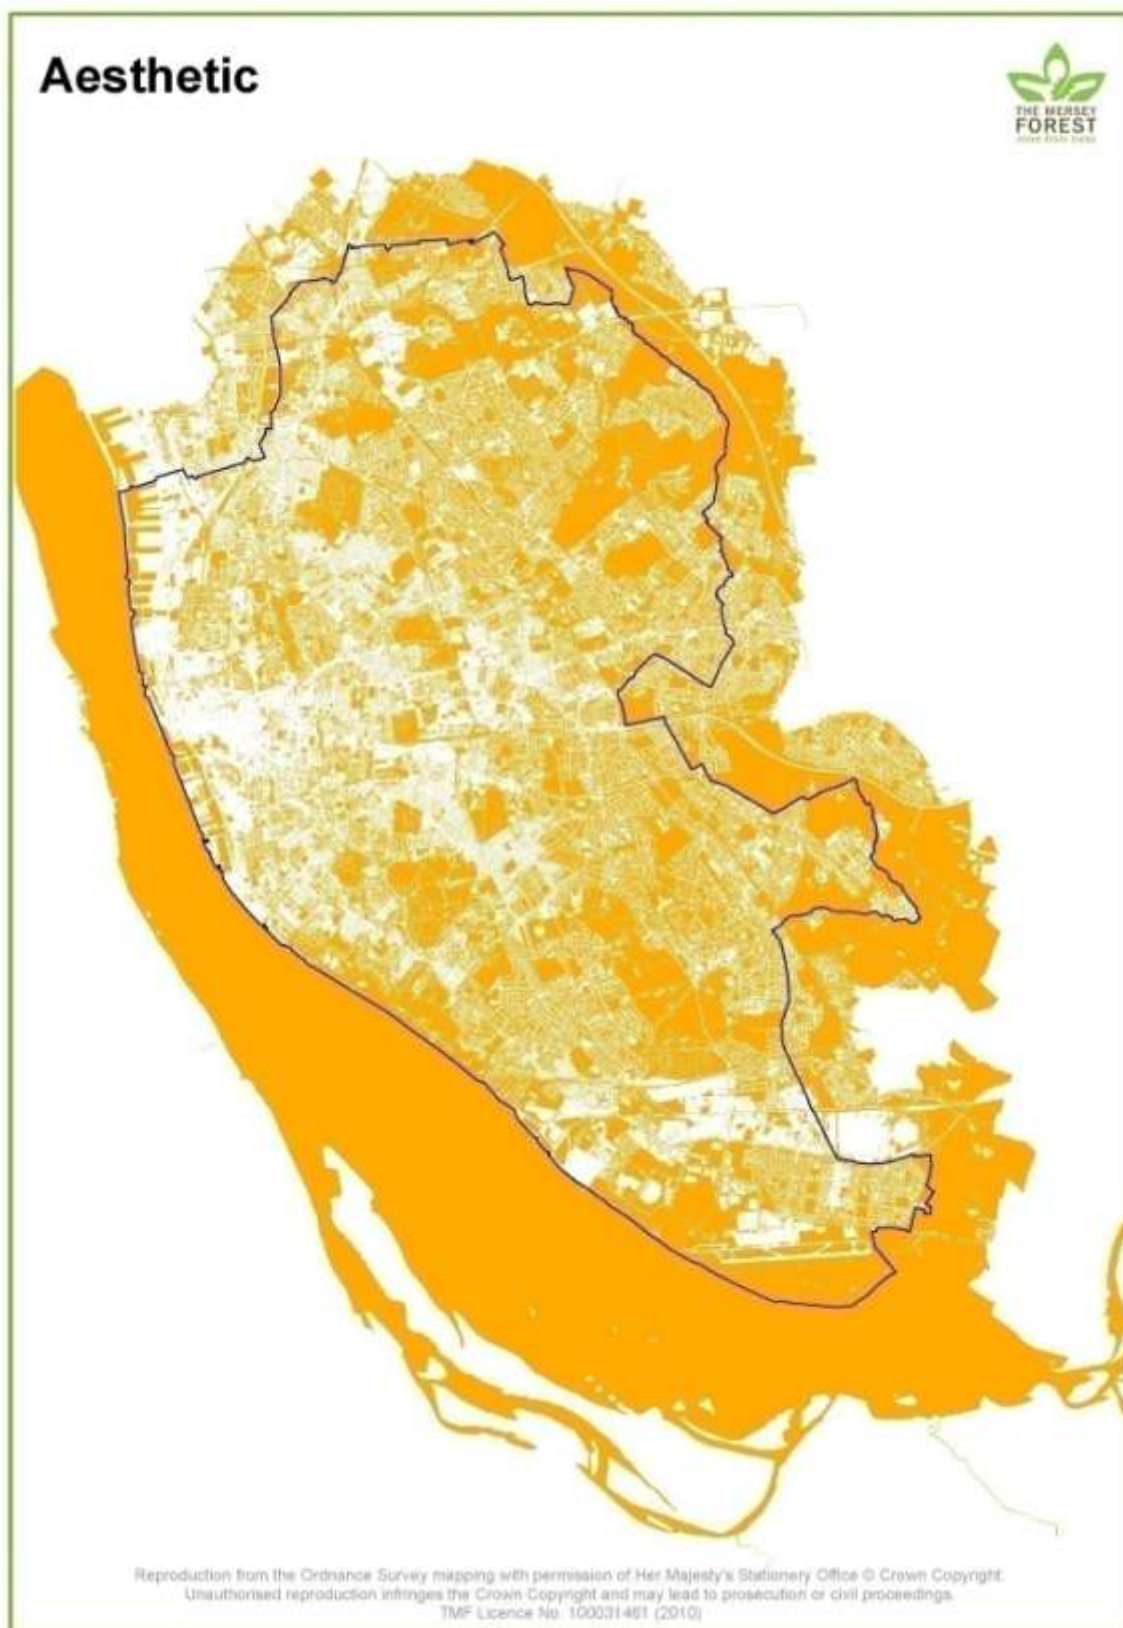 Aesthetic
THE MERSEY
FOREST
Reproduction from the Ordnance Survey mapping with permission of Her Majesty's Stationery Office © Crown Copyright.
Unauthorised reproduction infringes the Crown Copyright and may lead to prosecution or civil proceedings.
TMF Licence No. 100031461 (2010)